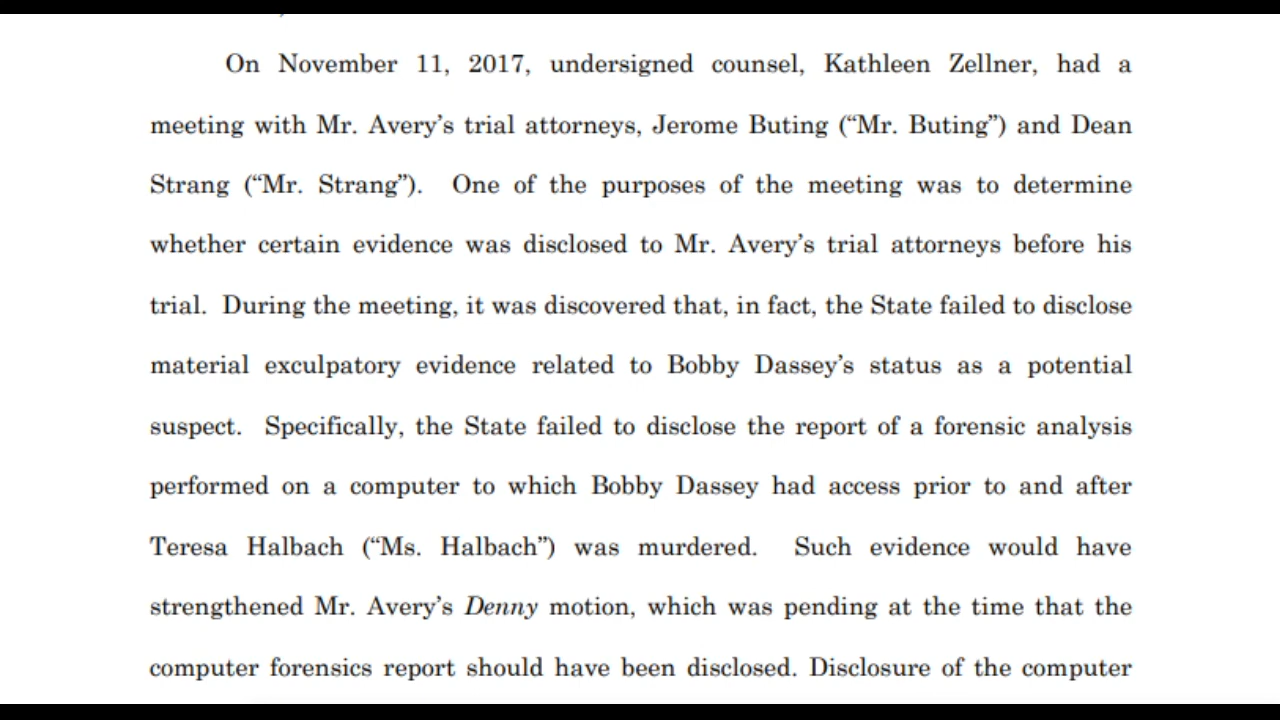 On November 11, 2017, undersigned counsel, Kathleen Zellner, had a
meeting with Mr. Avery’s trial attorneys, Jerome Buting (“Mr. Buting”) and Dean
Strang (“Mr. Strang”). One of the purposes of the meeting was to determine
whether certain evidence was disclosed to Mr. Avery’s trial attorneys before his
trial. During the meeting, it was discovered that, in fact, the State failed to disclose
material exculpatory evidence related to Bobby Dassey’s status as a potential
suspect. Specifically, the State failed to disclose the report of a forensic analysis
performed on a computer to which Bobby Dassey had access prior to and after
Teresa Halbach (“Ms. Halbach”) was murdered. Such evidence would have
strengthened Mr. Avery’s Denny motion, which was pending at the time that the
computer forensics report should have been disclosed. Disclosure of the computer